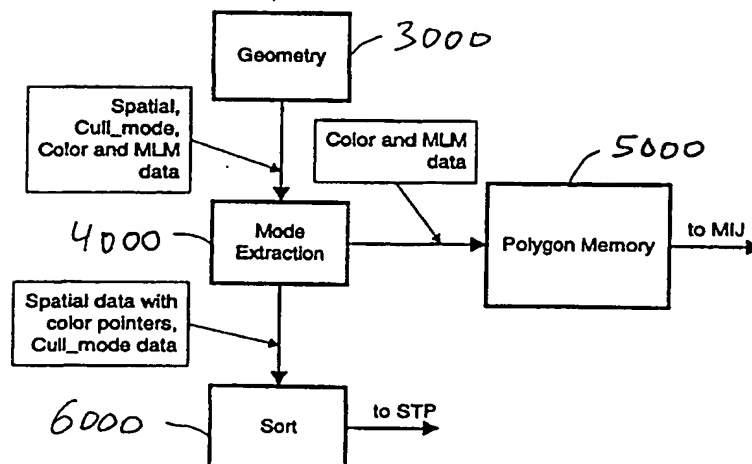 Geometry
3000
Spatial,
Cull_mode,
Color and MLM
data
Color and MLM
data
5000
4000
Mode
Extraction
Polygon Memory
to MIJ
Spatial data with
color pointers,
Cull_mode data
6000
Sort
to STP